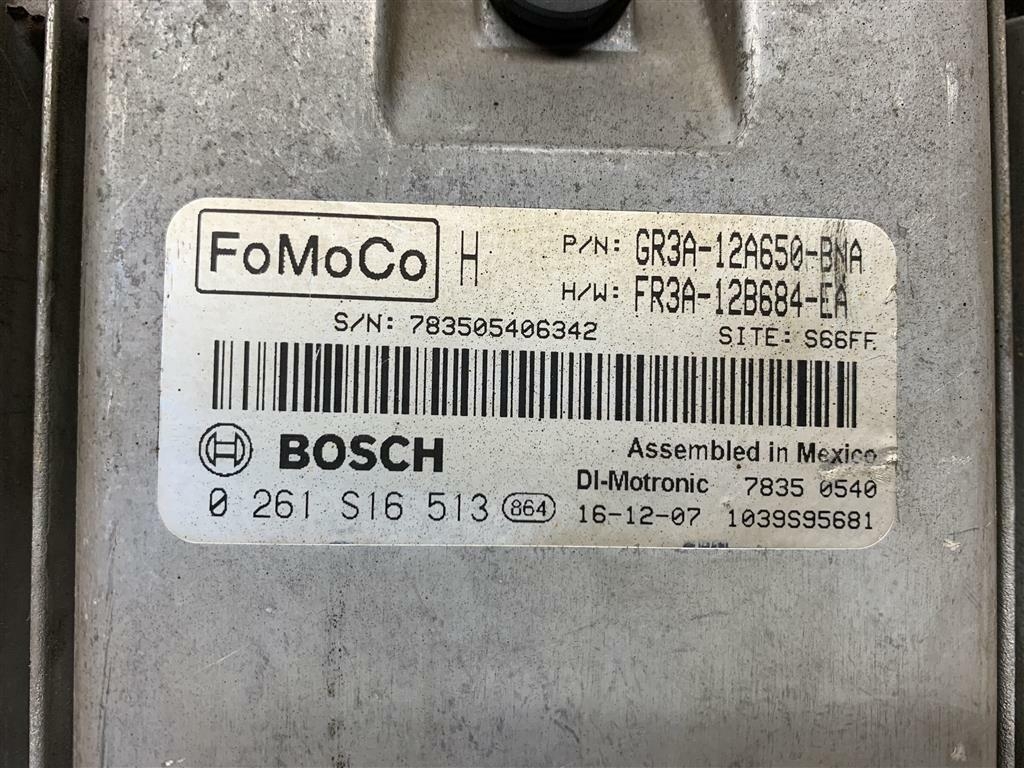 FoMoCo H P/N: GR3A-12A650-BNA
H/W: FR3A-12B684-EA
S/N: 783505406342 SITE: S66FF
BOSCH Assembled in Mexico
DI-Motronic 7835 0540
0 261 S16 513 864 16-12-07 1039S95681